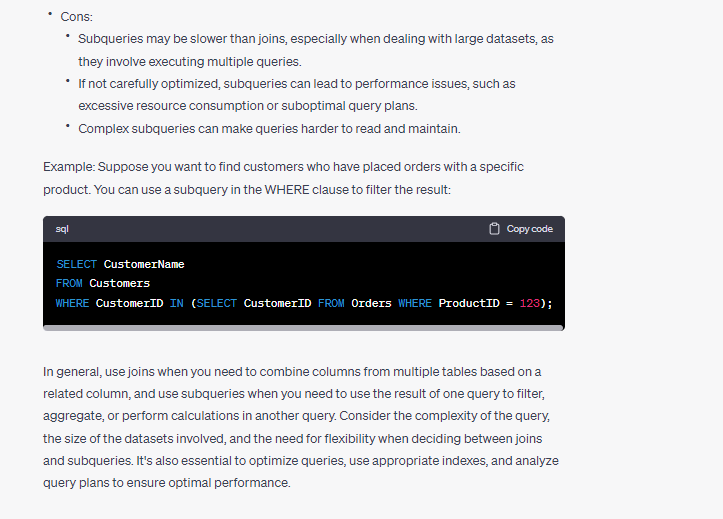 • Cons:
• Subqueries may be slower than joins, especially when dealing with large datasets, as
they involve executing multiple queries.
• If not carefully optimized, subqueries can lead to performance issues, such as
excessive resource consumption or suboptimal query plans.
• Complex subqueries can make queries harder to read and maintain.
Example: Suppose you want to find customers who have placed orders with a specific
product. You can use a subquery in the WHERE clause to filter the result:
sql Copy code
SELECT CustomerName
FROM Customers
WHERE CustomerID IN (SELECT CustomerID FROM Orders WHERE ProductID = 123);
In general, use joins when you need to combine columns from multiple tables based on a
related column, and use subqueries when you need to use the result of one query to filter,
aggregate, or perform calculations in another query. Consider the complexity of the query,
the size of the datasets involved, and the need for flexibility when deciding between joins
and subqueries. It's also essential to optimize queries, use appropriate indexes, and analyze
query plans to ensure optimal performance.